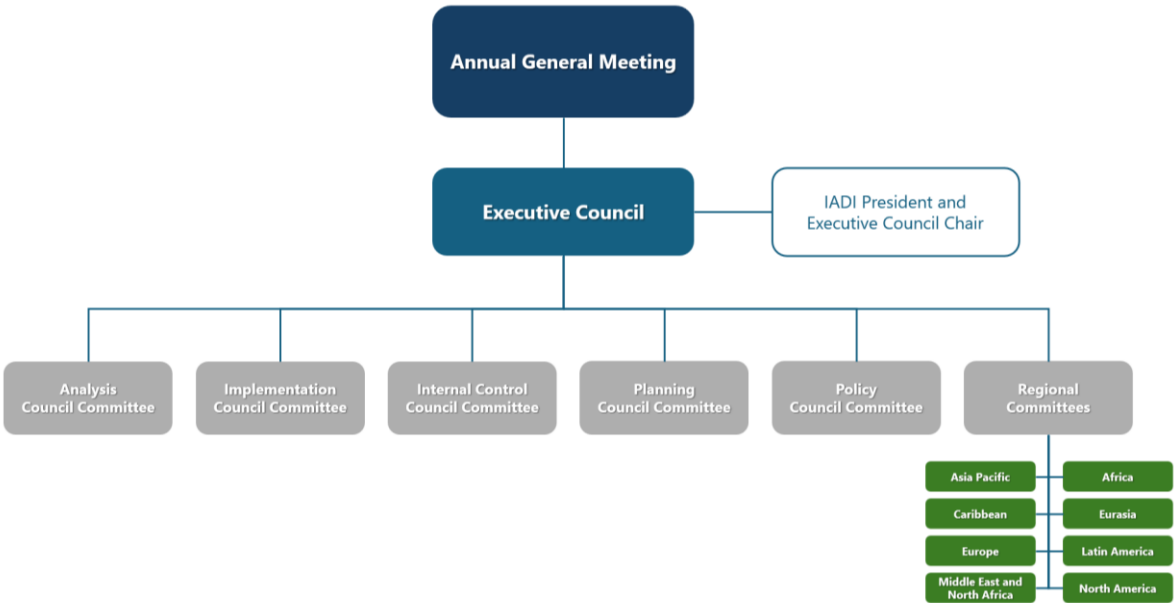 Annual General Meeting
Executive Council
IADI President and
Executive Council Chair
Analysis
Council Committee
Implementation
Council Committee
Internal Control
Council Committee
Planning
Council Committee
Policy
Council Committee
Regional
Committees
Asia Pacific
Africa
Caribbean
Eurasia
Europe
Latin America
Middle East and
North Africa
North America